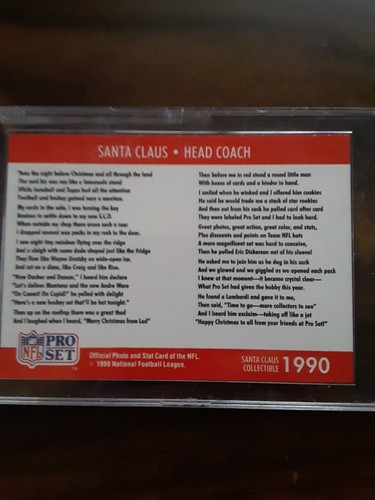 SANTA CLAUS • HEAD COACH
'Twas the night before Christmas and all through the land
The card biz was run like a lemonade stand
While baseball and Topps had all the attention
Football and hockey gained nary a mention.
My cards in the safe, I was turning the key
Anxious to settle down to my new S.C.D.
When outside my shop there arose such a roar
I dropped several wax packs to my rush to the door.
I saw eight tiny reindeer flying over the ridge
And a sleigh with some dude shaped just like the Fridge
They flew like Wayne Gretzky on wide-open ice.
And cut on a dime, like Craig and like Rice.
"Now Dasher and Dancer," I heard him declare
"Let's deliver Montana and the new Andre Ware
"On Comet! On Cupid!" he yelled with delight
"There's a new hockey set that'll be hot tonight."
Then up on the rooftop there was a great thud
And I laughed when I heard, "Merry Christmas from Lud"
Then before me in red stood a round little man
With boxes of cards and a binder in hand.
I smiled when he winked and I offered him cookies
He said he would trade me a stack of star rookies
And then out from his sack he pulled card after card
They were labeled Pro Set and I had to look hard.
Great photos, great action, great color, and stats,
Plus discounts and points on Team NFL hats
A more magnificent set was hard to conceive,
Then he pulled Eric Dickerson out of his sleeve!
He asked me to join him as he dug in his sack
And we glowed and we giggled as we opened each pack
I knew at that moment—it became crystal clear—
What Pro Set had given the hobby this year.
He found a Lombardi and gave it to me,
Then said, "Time to go—more collectors to see"
And I heard him exclaim—taking off like a jet
"Happy Christmas to all from your friends at Pro Set!"
NFL
PRO
SET
TM
Official Photo and Stat Card of the NFL.
© 1990 National Football League.
SANTA CLAUS
COLLECTIBLE
1990